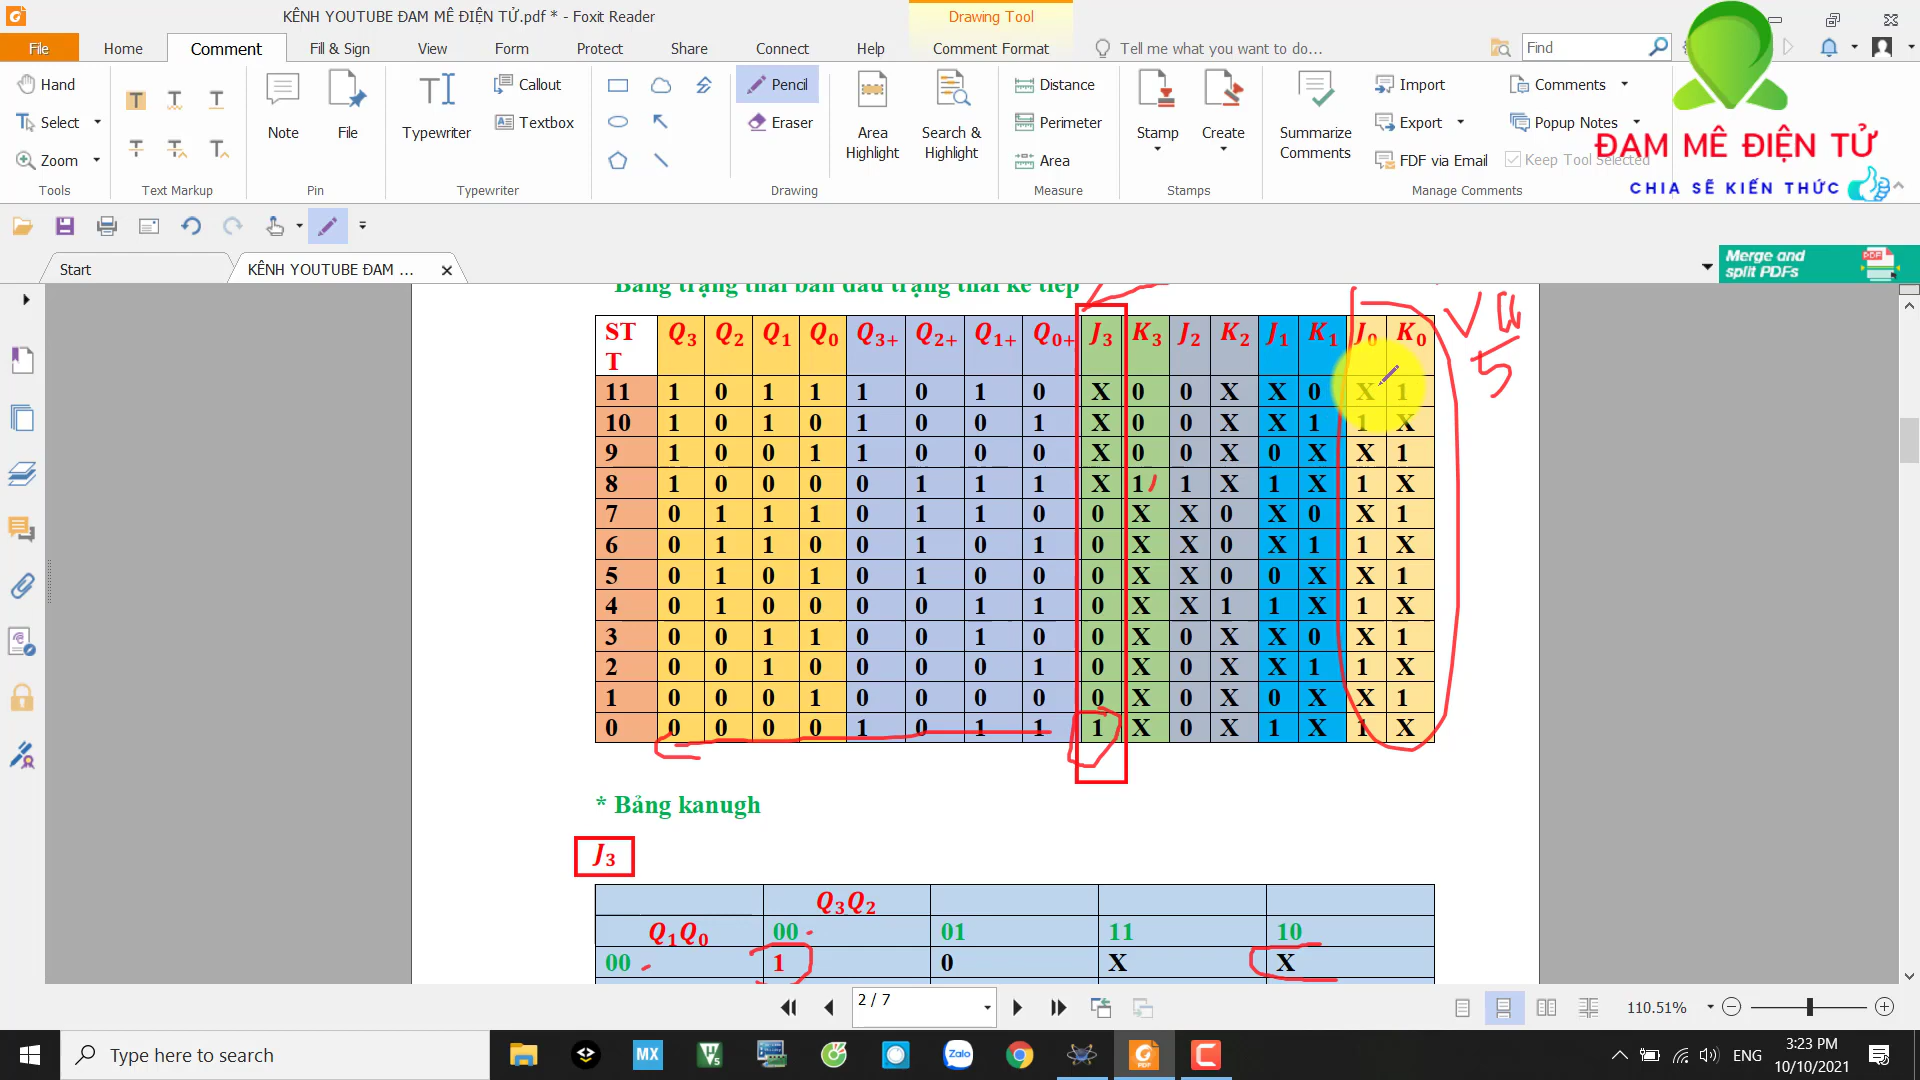 KÊNH YOUTUBE ĐAM MÊ ĐIỆN TỬ.pdf * - Foxit Reader
Drawing Tool
File Home Comment Fill & Sign View Form Protect Share Connect Help Comment Format Tell me what you want to do... Find
Hand Select Zoom
Tools
Text Markup
Note File
Pin
Typewriter Callout Textbox
Typewriter
Pencil Eraser
Drawing
Area Highlight Search & Highlight
Distance Perimeter Area
Measure
Stamp Create
Stamps
Summarize Comments Import Export FDF via Email Comments Popup Notes Keep Tool Selected
Manage Comments
ĐAM MÊ ĐIỆN TỬ
CHIA SẼ KIẾN THỨC
Start KÊNH YOUTUBE ĐAM ...
Merge and split PDFs
Bảng trạng thái ban đầu trạng thái kế tiếp
STT Q3 Q2 Q1 Q0 Q3+ Q2+ Q1+ Q0+ J3 K3 J2 K2 J1 K1 J0 K0
11 1 0 1 1 1 0 1 0 X 0 0 X X 0 X 1
10 1 0 1 0 1 0 0 1 X 0 0 X X 1 1 X
9 1 0 0 1 1 0 0 0 X 0 0 X 0 X X 1
8 1 0 0 0 0 1 1 1 X 1 1 X 1 X 1 X
7 0 1 1 1 0 1 1 0 0 X X 0 X 0 X 1
6 0 1 1 0 0 1 0 1 0 X X 0 X 1 1 X
5 0 1 0 1 0 1 0 0 0 X X 0 0 X X 1
4 0 1 0 0 0 0 1 1 0 X X 1 1 X 1 X
3 0 0 1 1 0 0 1 0 0 X 0 X X 0 X 1
2 0 0 1 0 0 0 0 1 0 X 0 X X 1 1 X
1 0 0 0 1 0 0 0 0 0 X 0 X 0 X X 1
0 0 0 0 0 1 0 1 1 1 X 0 X 1 X 1 X
5
* Bảng kanugh
J3
Q3Q2
Q1Q0 00 01 11 10
00 1 0 X X
2 / 7
110.51%
Type here to search
MX
V5
Zalo
ENG
3:23 PM
10/10/2021